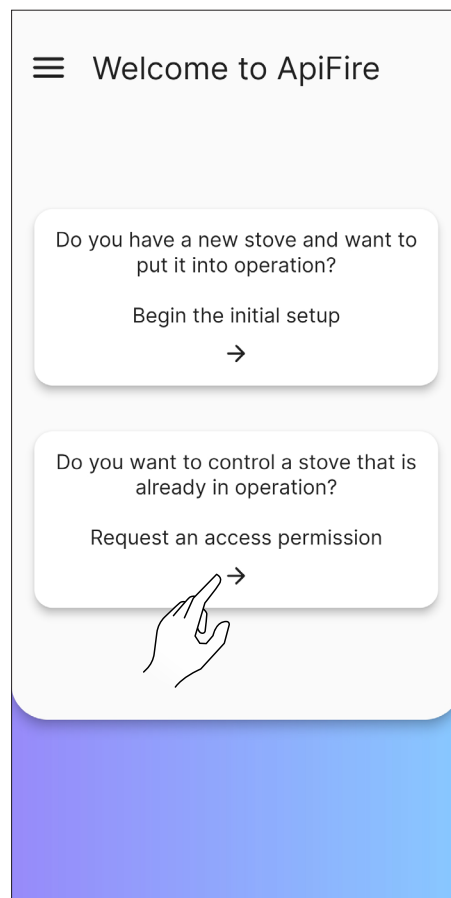 Welcome to ApiFire
Do you have a new stove and want to
put it into operation?
Begin the initial setup
Do you want to control a stove that is
already in operation?
Request an access permission